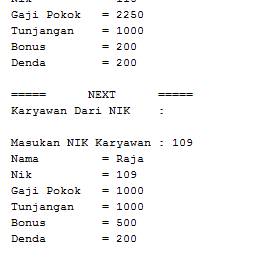 Nik = 110
Gaji Pokok = 2250
Tunjangan = 1000
Bonus = 200
Denda = 200
===== NEXT =====
Karyawan Dari NIK :
Masukan NIK Karyawan : 109
Nama = Raja
Nik = 109
Gaji Pokok = 1000
Tunjangan = 1000
Bonus = 500
Denda = 200